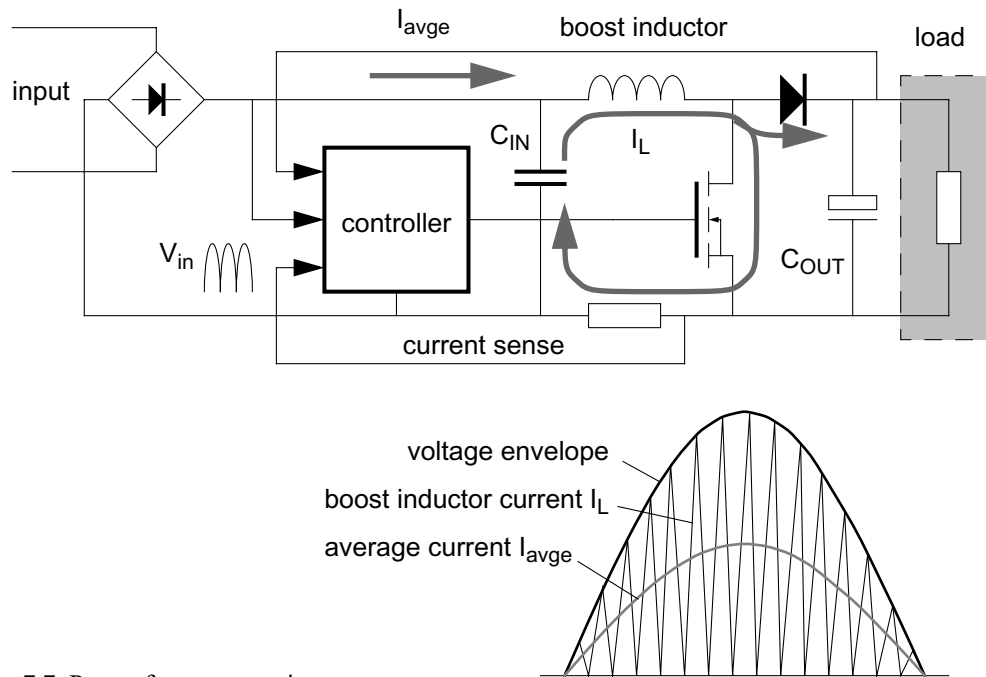 I_avge
boost inductor
load
input
C_IN
I_L
controller
V_in
C_OUT
current sense
voltage envelope
boost inductor current I_L
average current I_avge